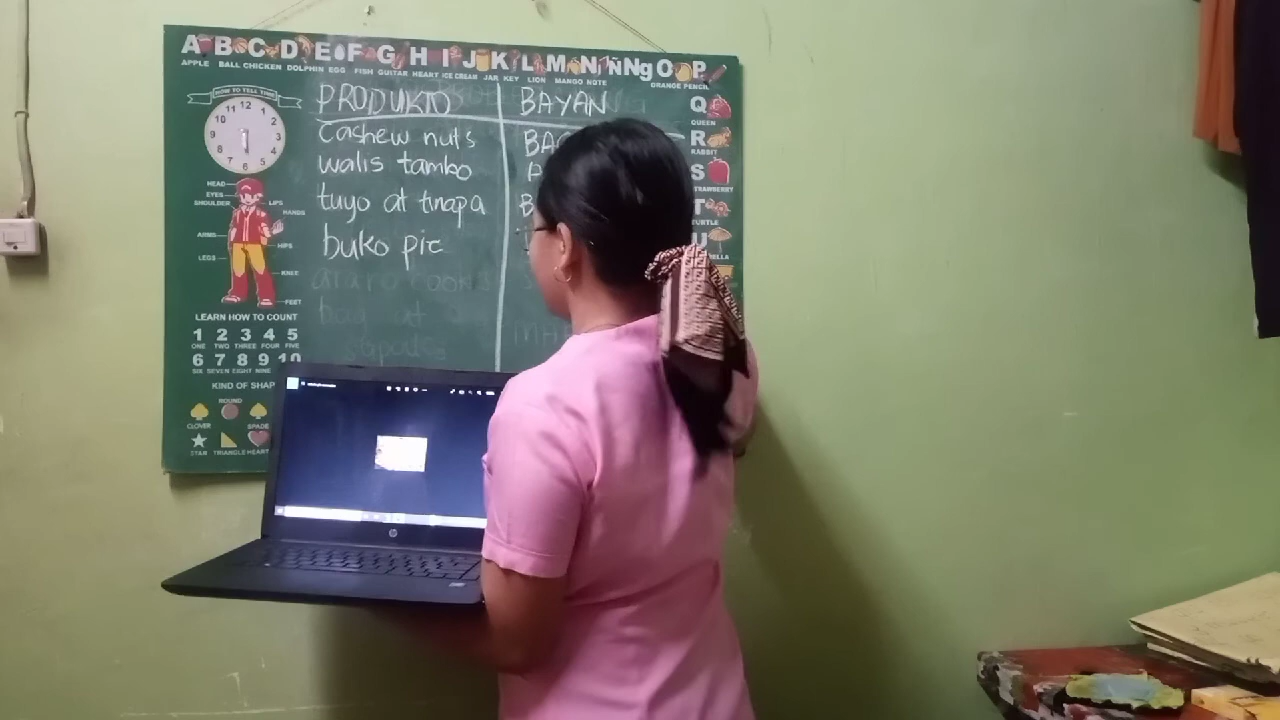 A B C D E F G H I J K L M N Ñ Ng O P
APPLE BALL CHICKEN DOLPHIN EGG FISH GUITAR HEART ICE CREAM JAR KEY LION MANGO NOTE
ORANGE PENCIL
HOW TO TELL TIME
12
11 1
10 2
9 3
8 4
7 5
6
PRODUKTO BAYAN
cashew nuts
walis tambo
tuyo at tinapa
buko pie
Q
QUEEN
R
RABBIT
S
STRAWBERRY
T
TURTLE
U
HEAD
EYES
SHOULDER LIPS
HANDS
ARMS
HIPS
LEGS
KNEE
FEET
LEARN HOW TO COUNT
1 2 3 4 5
ONE TWO THREE FOUR FIVE
6 7 8 9 10
SIX SEVEN EIGHT NINE
KIND OF SHAP
ROUND
CLOVER SPADE
STAR TRIANGLE HEART
hp